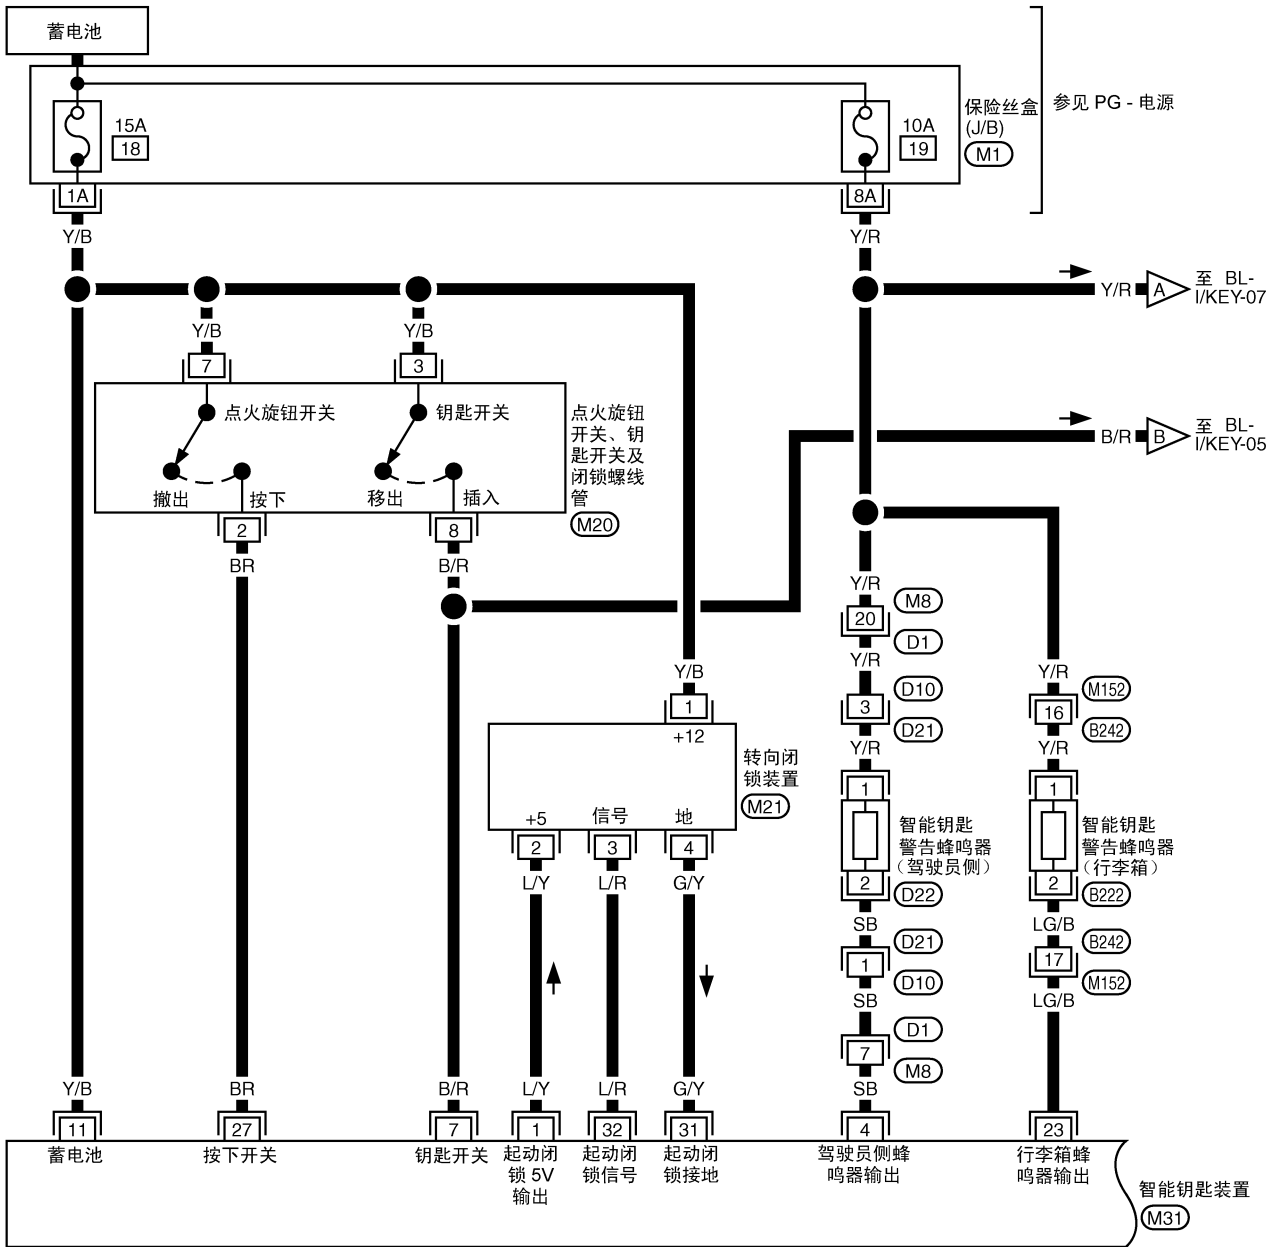 蓄电池
参见 PG - 电源
保险丝盒
(J/B)
M1
15A
18
10A
19
1A
8A
Y/B
Y/R
Y/R
A
至 BL-
I/KEY-07
Y/B
Y/B
7
3
点火旋钮开关
钥匙开关
撤出
按下
移出
插入
点火旋钮
开关、钥
匙开关及
闭锁螺线
管
M20
B/R
B
至 BL-
I/KEY-05
2
8
BR
B/R
Y/R
M8
20
D1
Y/R
Y/B
D10
3
D21
Y/R
Y/R
M152
16
B242
Y/R
1
+12
转向闭
锁装置
M21
+5
信号
地
2
3
4
L/Y
L/R
G/Y
1
智能钥匙
警告蜂鸣器
（驾驶员侧）
2
D22
1
智能钥匙
警告蜂鸣器
（行李箱）
2
B222
SB
LG/B
D21
1
D10
B242
17
M152
SB
LG/B
D1
7
M8
Y/B
BR
B/R
L/Y
L/R
G/Y
SB
11
27
7
1
32
31
4
23
蓄电池
按下开关
钥匙开关
起动闭
锁 5V
输出
起动闭
锁信号
起动闭
锁接地
驾驶员侧蜂
鸣器输出
行李箱蜂
鸣器输出
智能钥匙装置
M31